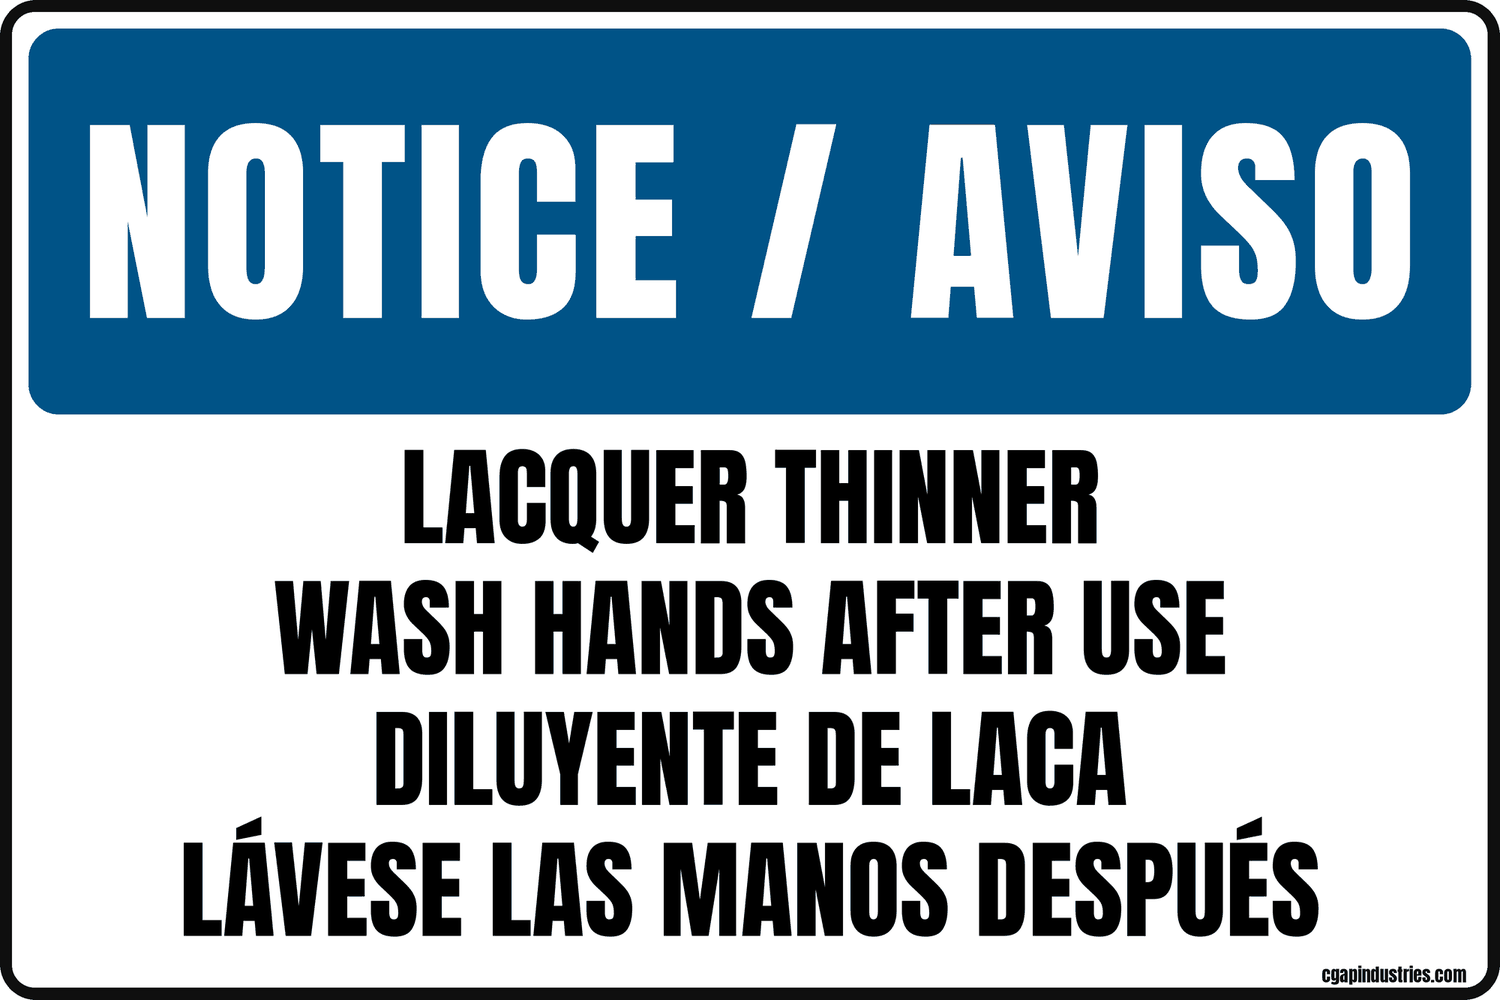 NOTICE / AVISO
LACQUER THINNER
WASH HANDS AFTER USE
DILUYENTE DE LACA
LÁVESE LAS MANOS DESPUÉS
cgapindustries.com